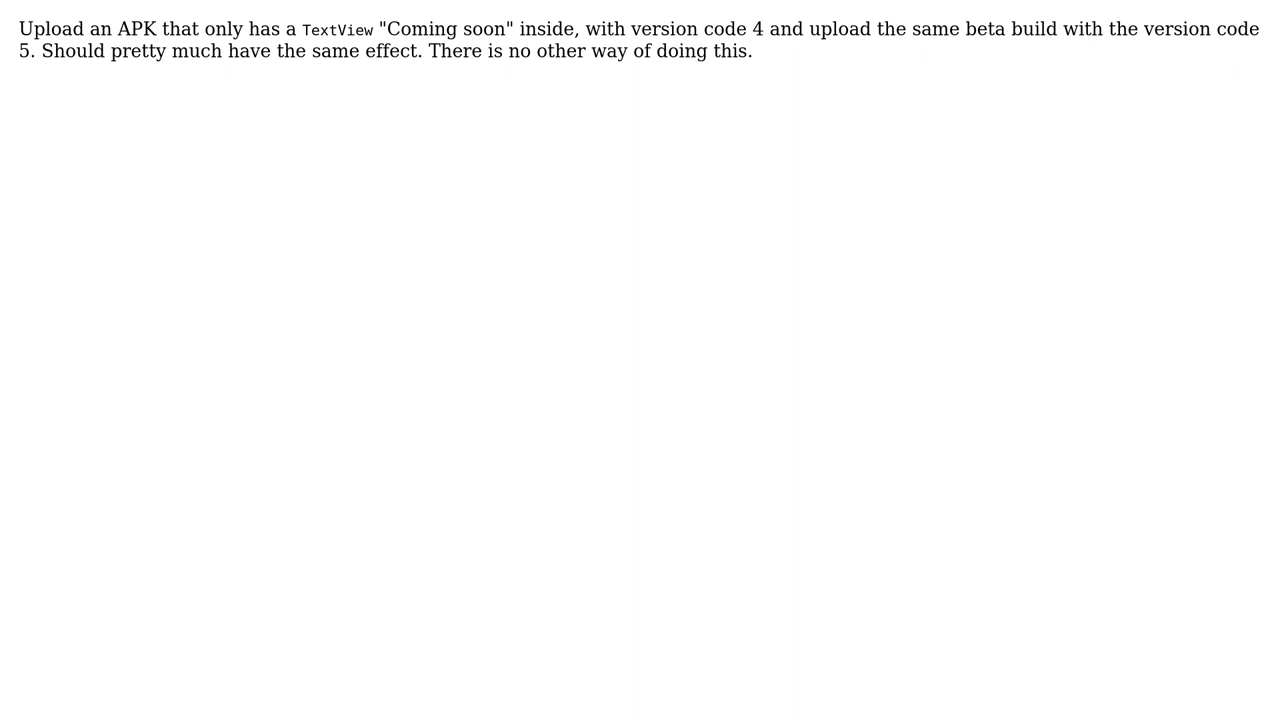 Upload an APK that only has a TextView "Coming soon" inside, with version code 4 and upload the same beta build with the version code
5. Should pretty much have the same effect. There is no other way of doing this.